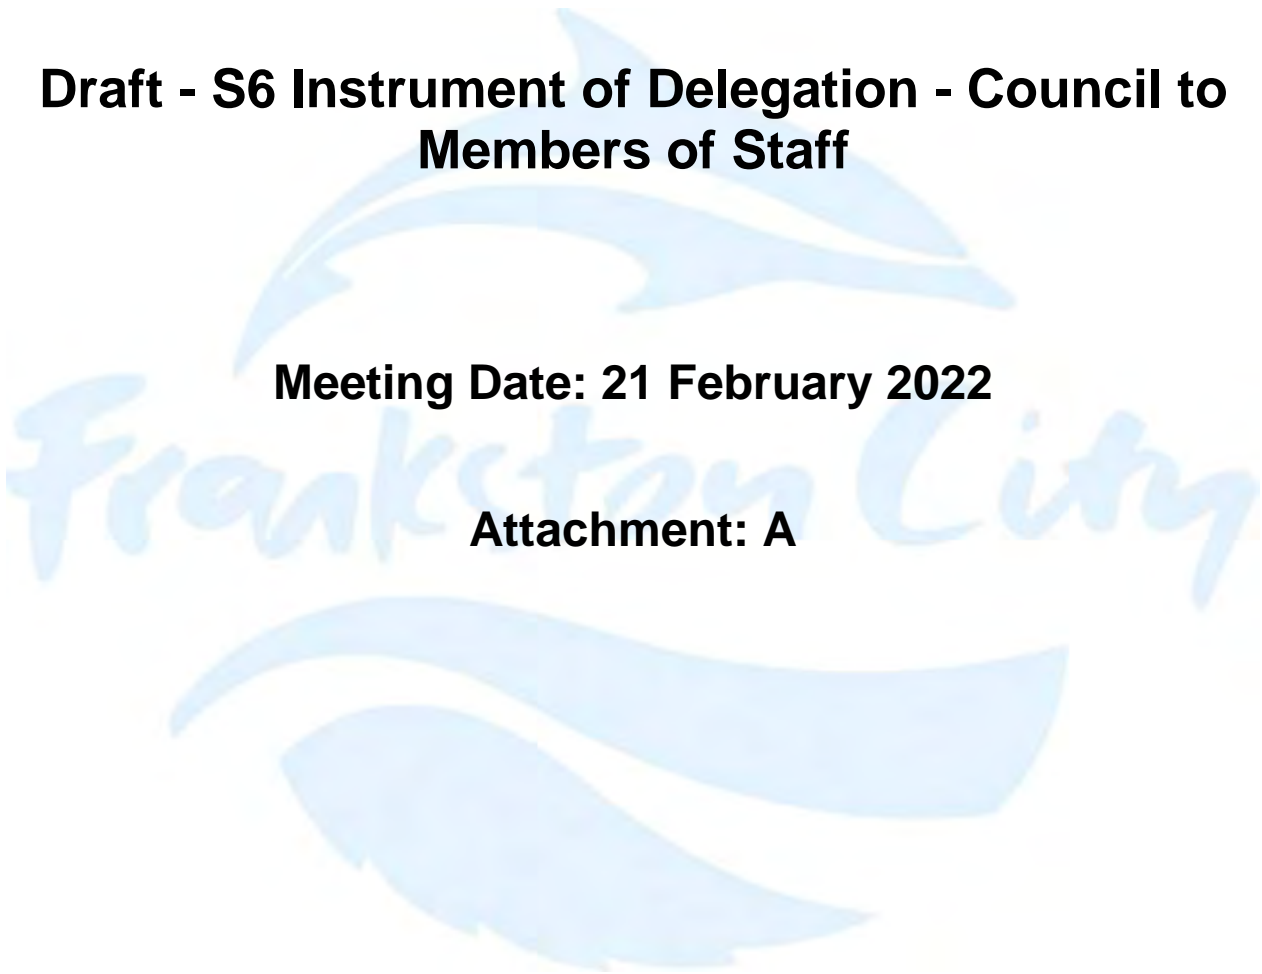 Draft - S6 Instrument of Delegation - Council to
Members of Staff
Meeting Date: 21 February 2022
Frankston City
Attachment: A